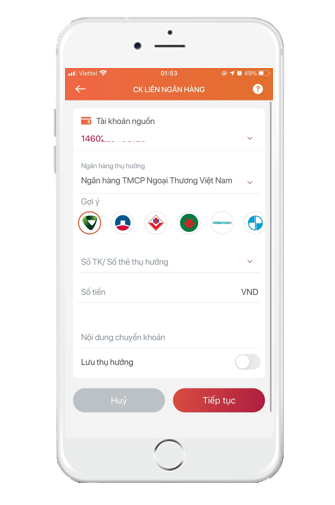 Viettel 01:53 49%
CK LIÊN NGÂN HÀNG ?
Tài khoản nguồn
Ngân hàng thụ hưởng
Ngân hàng TMCP Ngoại Thương Việt Nam
Gợi ý
Số TK/ Số thẻ thụ hưởng
Số tiền VND
Nội dung chuyển khoản
Lưu thụ hưởng
Huỷ Tiếp tục